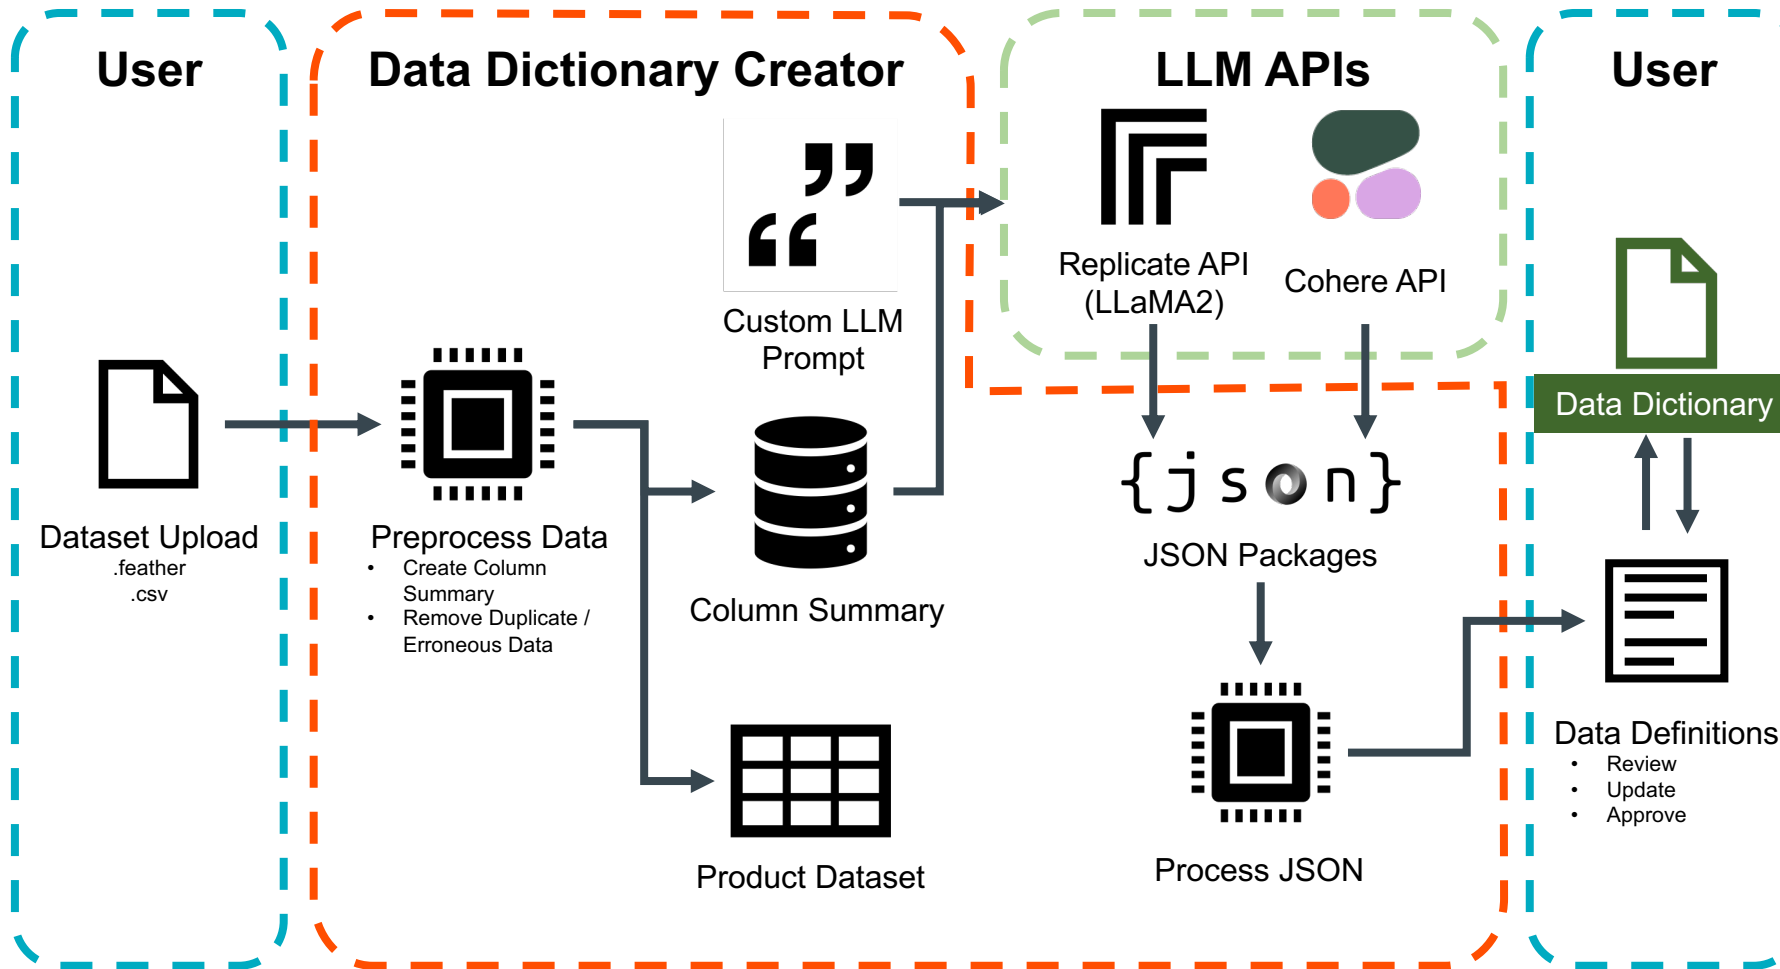 User
Dataset Upload
.feather
.csv
Data Dictionary Creator
Preprocess Data
• Create Column
Summary
• Remove Duplicate /
Erroneous Data
Custom LLM
Prompt
Column Summary
Product Dataset
LLM APIs
Replicate API
(LLaMA2)
Cohere API
{json}
JSON Packages
Process JSON
User
Data Dictionary
Data Definitions
• Review
• Update
• Approve